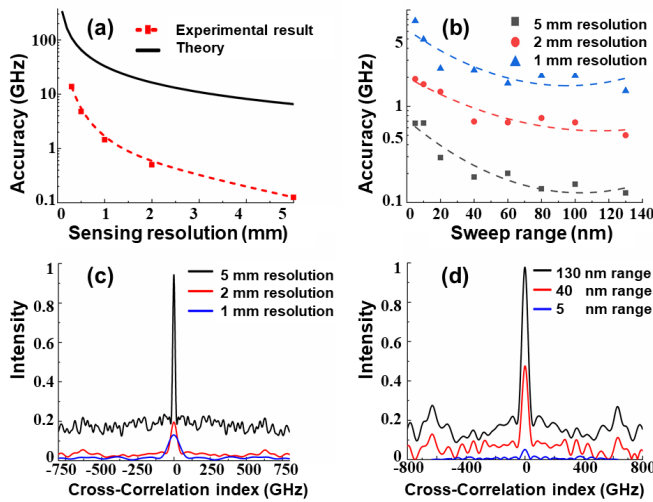 (a)
Experimental result
Theory
Accuracy (GHz)
100
10
1
0.1
0 1 2 3 4 5
Sensing resolution (mm)
(b)
5 mm resolution
2 mm resolution
1 mm resolution
Accuracy (GHz)
5
1
0.5
0.1
0 20 40 60 80 100 120 140
Sweep range (nm)
(c)
5 mm resolution
2 mm resolution
1 mm resolution
Intensity
1
0.8
0.6
0.4
0.2
0
-750 -500 -250 0 250 500 750
Cross-Correlation index (GHz)
(d)
130 nm range
40 nm range
5 nm range
Intensity
1
0.8
0.6
0.4
0.2
0
-800 -400 0 400 800
Cross-Correlation index (GHz)